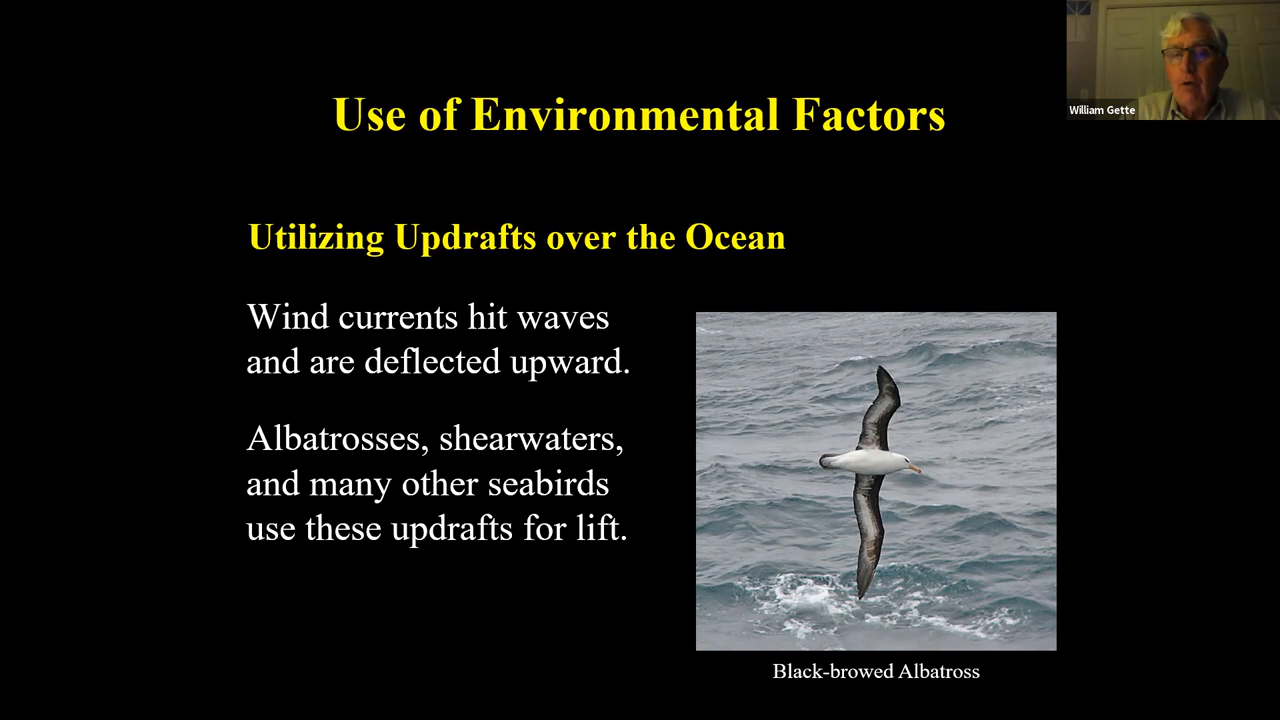 William Gette
Use of Environmental Factors
Utilizing Updrafts over the Ocean
Wind currents hit waves
and are deflected upward.
Albatrosses, shearwaters,
and many other seabirds
use these updrafts for lift.
Black-browed Albatross